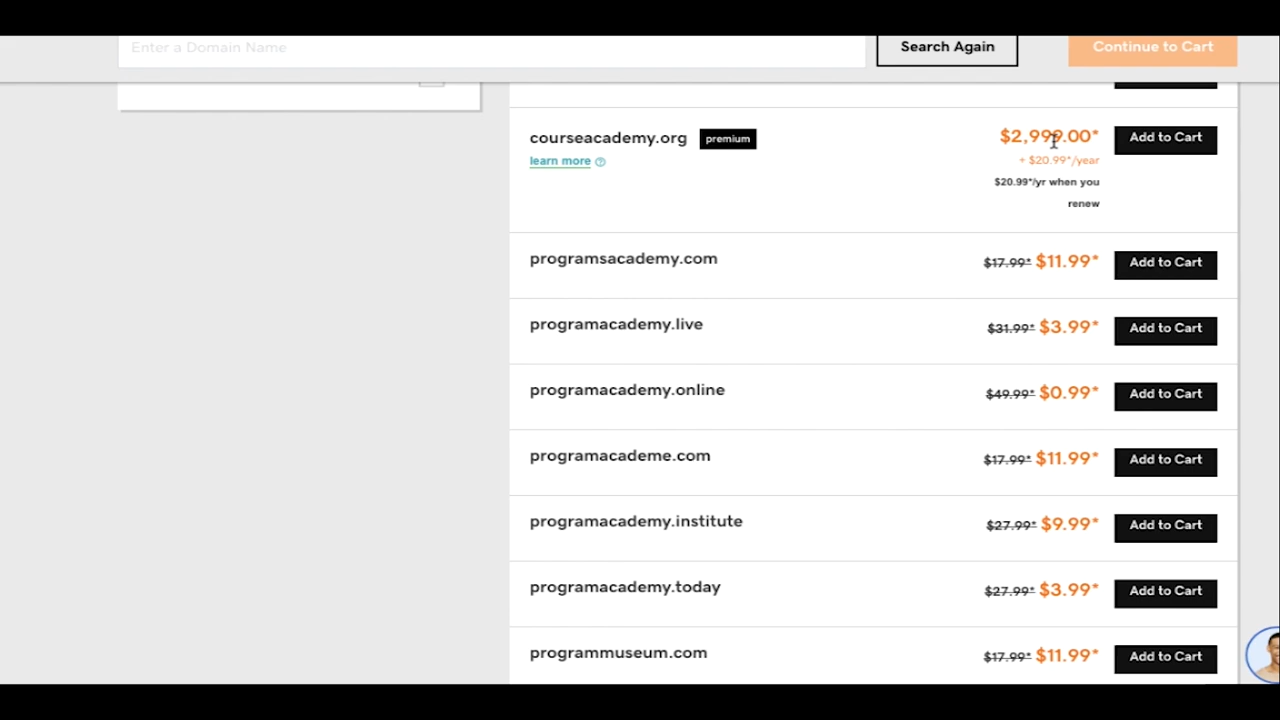 Enter a Domain Name
Search Again
Continue to Cart
courseacademy.org premium $2,999.00* Add to Cart
learn more + $20.99*/year
$20.99*/yr when you
renew
programsacademy.com $17.99* $11.99* Add to Cart
programacademy.live $31.99* $3.99* Add to Cart
programacademy.online $49.99* $0.99* Add to Cart
programacademe.com $17.99* $11.99* Add to Cart
programacademy.institute $27.99* $9.99* Add to Cart
programacademy.today $27.99* $3.99* Add to Cart
programmuseum.com $17.99* $11.99* Add to Cart